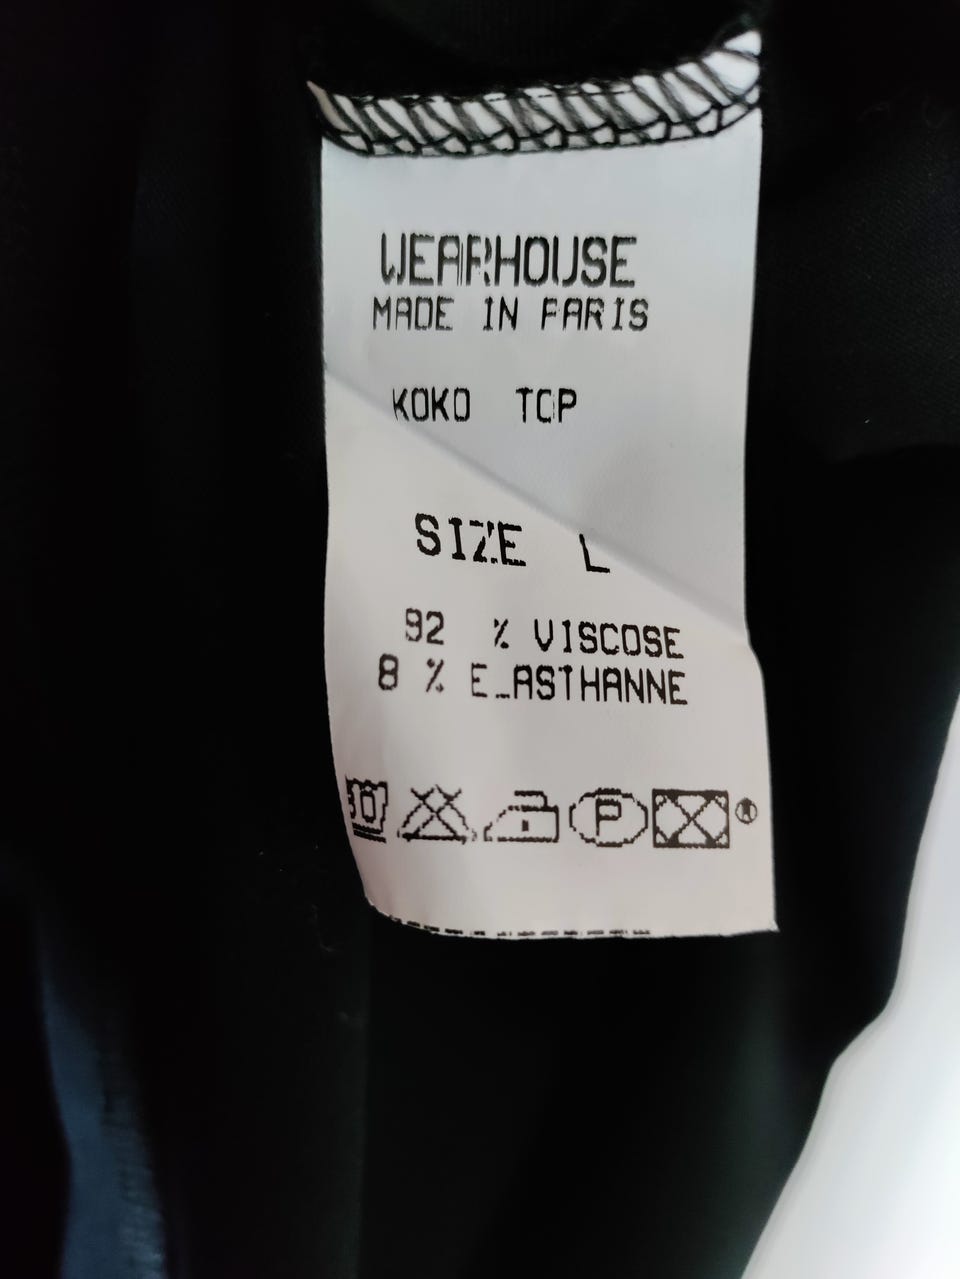 WEARHOUSE
MADE IN PARIS
KOKO TOP
SIZE L
92 % VISCOSE
8 % ELASTHANNE
30 P ®